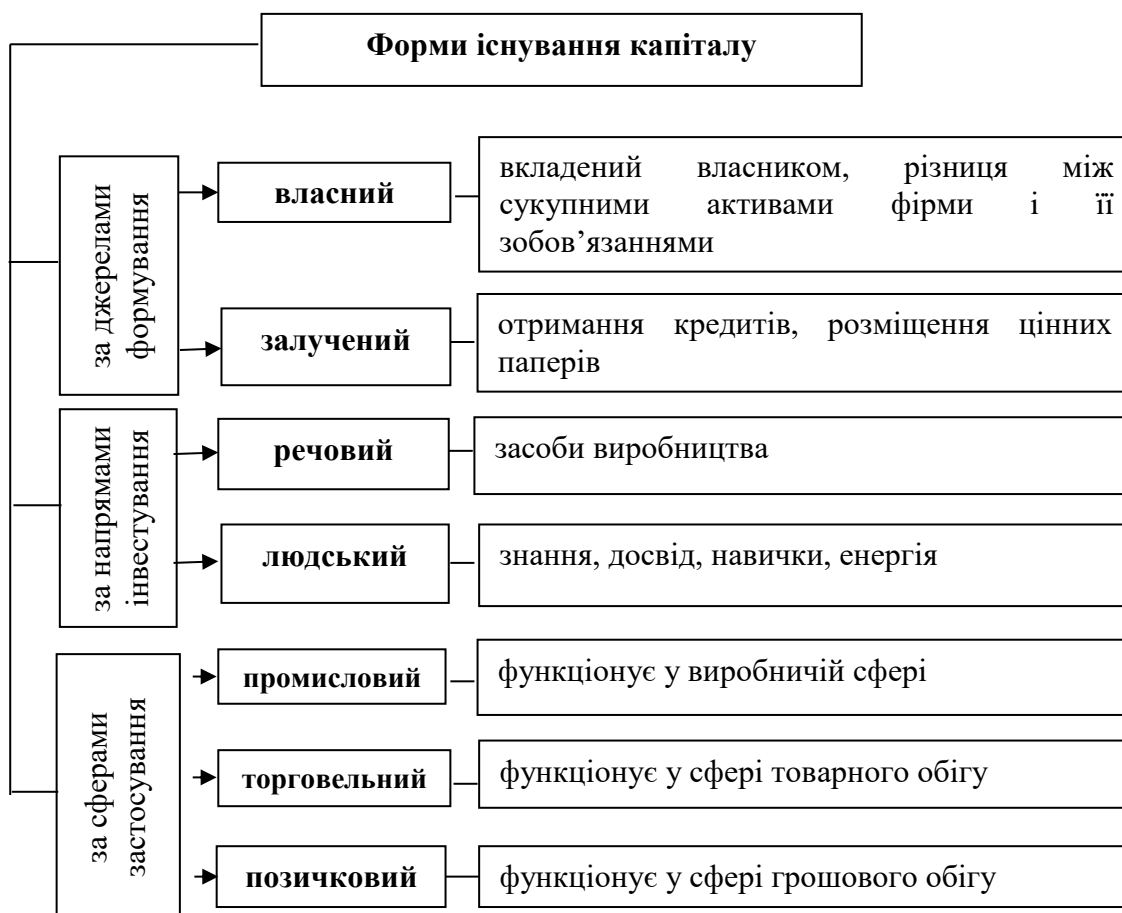 Форми існування капіталу
за джерелами
формування
власний
вкладений власником, різниця між
сукупними активами фірми і її
зобов’язаннями
залучений
отримання кредитів, розміщення цінних
паперів
за напрямами
інвестування
речовий
засоби виробництва
людський
знання, досвід, навички, енергія
за сферами
застосування
промисловий
функціонує у виробничій сфері
торговельний
функціонує у сфері товарного обігу
позичковий
функціонує у сфері грошового обігу